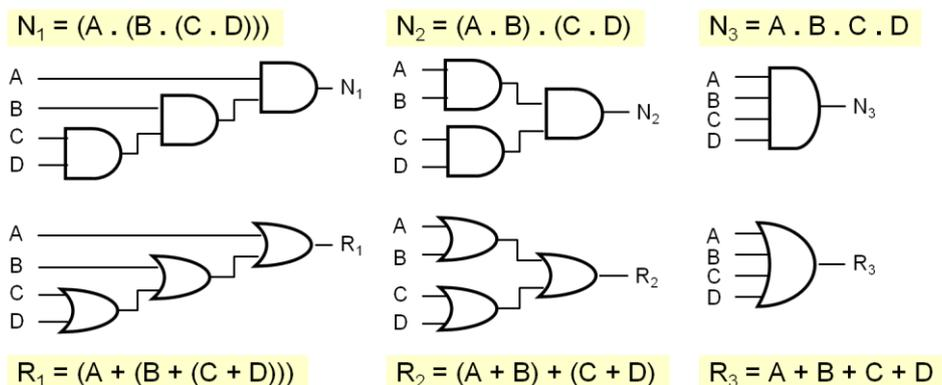 N₁ = (A . (B . (C . D)))
N₂ = (A . B) . (C . D)
N₃ = A . B . C . D
A
B
C
D
N₁
A
B
C
D
N₂
A
B
C
D
N₃
A
B
C
D
R₁
A
B
C
D
R₂
A
B
C
D
R₃
R₁ = (A + (B + (C + D)))
R₂ = (A + B) + (C + D)
R₃ = A + B + C + D